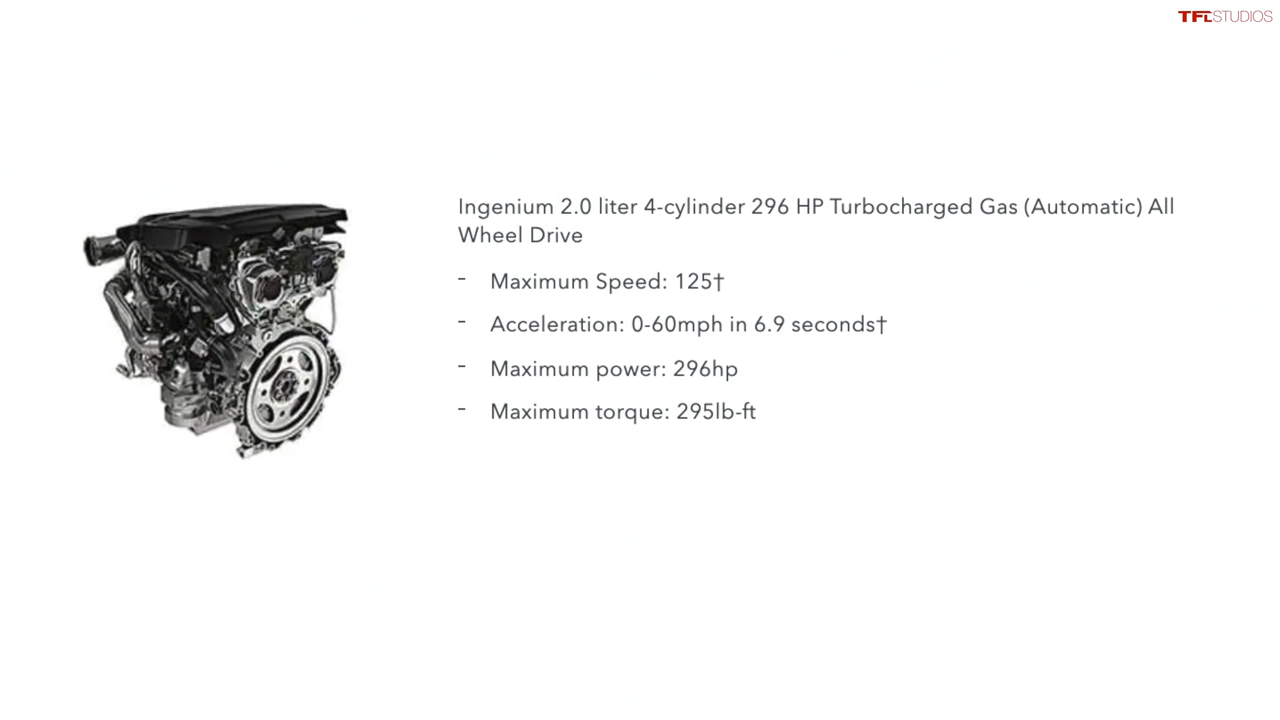 TFLSTUDIOS
Ingenium 2.0 liter 4-cylinder 296 HP Turbocharged Gas (Automatic) All
Wheel Drive
- Maximum Speed: 125†
- Acceleration: 0-60mph in 6.9 seconds†
- Maximum power: 296hp
- Maximum torque: 295lb-ft